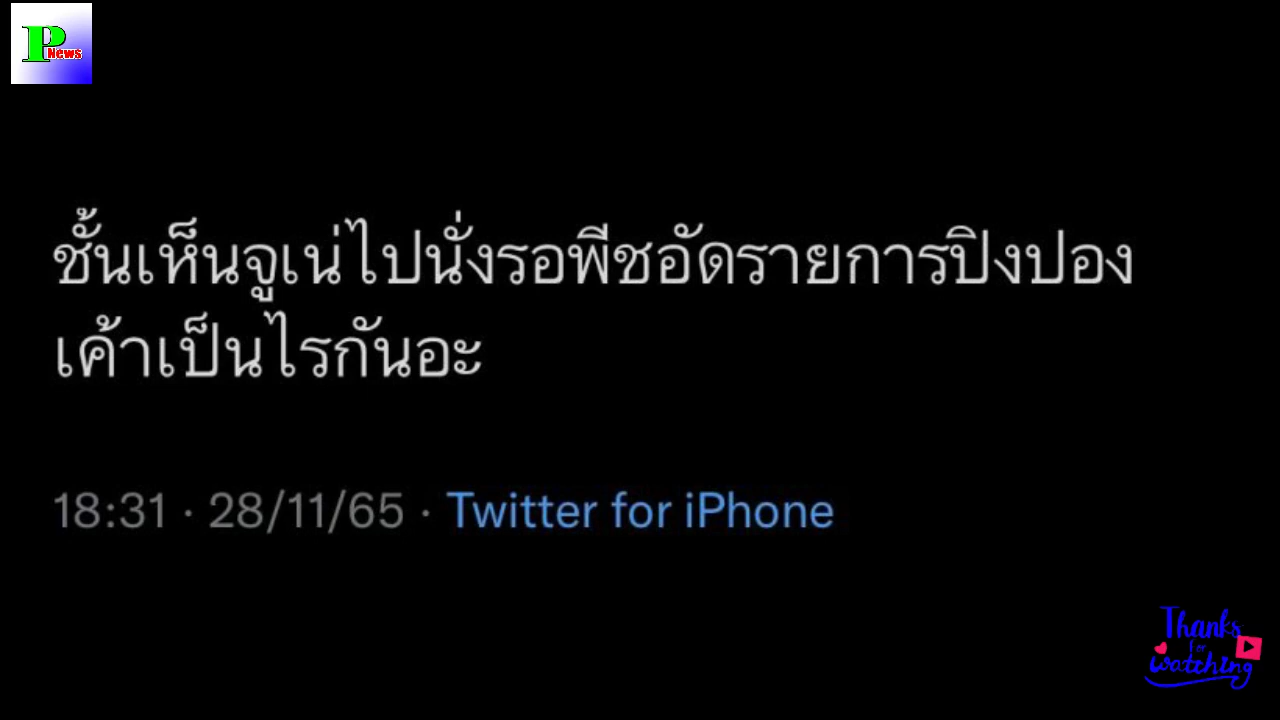 P News
ชั้นเห็นจูเน่ไปนั่งรอพีชอัดรายการปิงปอง
เค้าเป็นไรกันอะ
18:31 · 28/11/65 · Twitter for iPhone
Thanks
for
watching